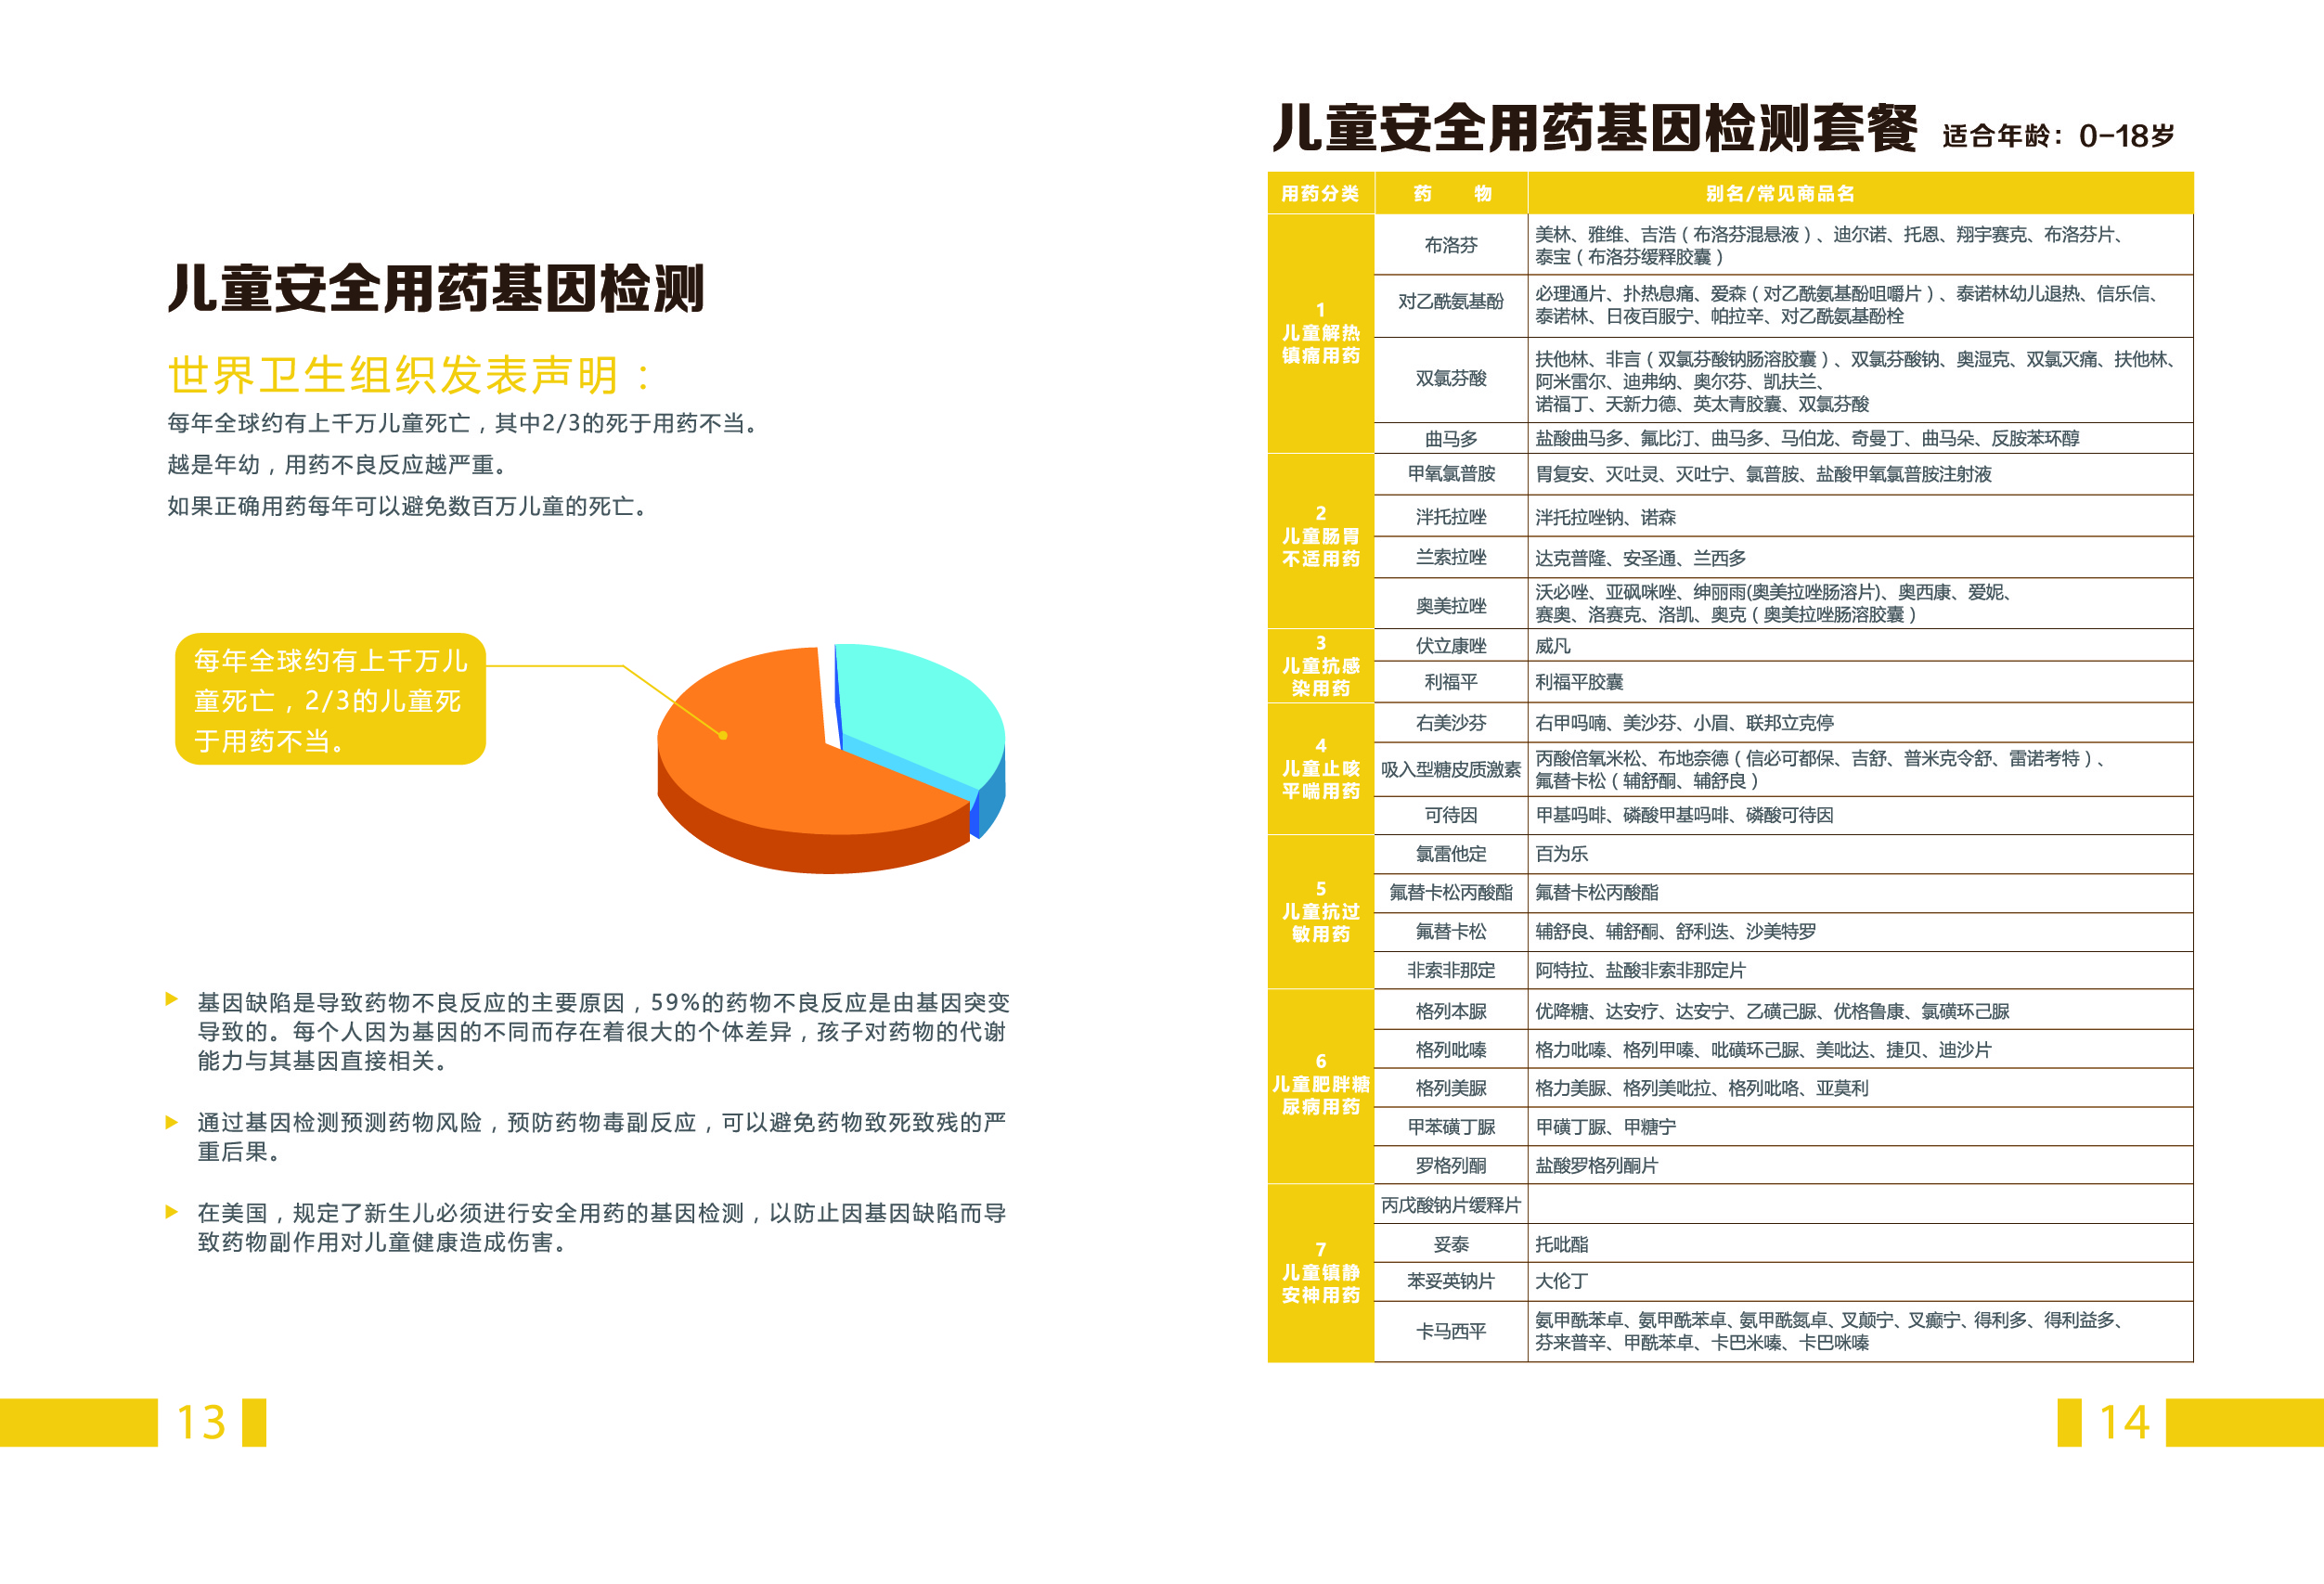 儿童安全用药基因检测
世界卫生组织发表声明：
每年全球约有上千万儿童死亡，其中2/3的死于用药不当。
越是年幼，用药不良反应越严重。
如果正确用药每年可以避免数百万儿童的死亡。
每年全球约有上千万儿
童死亡，2/3的儿童死
于用药不当。
基因缺陷是导致药物不良反应的主要原因，59%的药物不良反应是由基因突变
导致的。每个人因为基因的不同而存在着很大的个体差异，孩子对药物的代谢
能力与其基因直接相关。
通过基因检测预测药物风险，预防药物毒副反应，可以避免药物致死致残的严
重后果。
在美国，规定了新生儿必须进行安全用药的基因检测，以防止因基因缺陷而导
致药物副作用对儿童健康造成伤害。
13
儿童安全用药基因检测套餐 适合年龄：0-18岁
用药分类 药 物 别名/常见商品名
1
儿童解热
镇痛用药
布洛芬
美林、雅维、吉浩（布洛芬混悬液）、迪尔诺、托恩、翔宇赛克、布洛芬片、
泰宝（布洛芬缓释胶囊）
对乙酰氨基酚
必理通片、扑热息痛、爱森（对乙酰氨基酚咀嚼片）、泰诺林幼儿退热、信乐信、
泰诺林、日夜百服宁、帕拉辛、对乙酰氨基酚栓
双氯芬酸
扶他林、非言（双氯芬酸钠肠溶胶囊）、双氯芬酸钠、奥湿克、双氯灭痛、扶他林、
阿米雷尔、迪弗纳、奥尔芬、凯扶兰、
诺福丁、天新力德、英太青胶囊、双氯芬酸
曲马多 盐酸曲马多、氟比汀、曲马多、马伯龙、奇曼丁、曲马朵、反胺苯环醇
2
儿童肠胃
不适用药
甲氧氯普胺 胃复安、灭吐灵、灭吐宁、氯普胺、盐酸甲氧氯普胺注射液
泮托拉唑 泮托拉唑钠、诺森
兰索拉唑 达克普隆、安圣通、兰西多
奥美拉唑
沃必唑、亚砜咪唑、绅丽雨(奥美拉唑肠溶片)、奥西康、爱妮、
赛奥、洛赛克、洛凯、奥克（奥美拉唑肠溶胶囊）
3
儿童抗感
染用药
伏立康唑 威凡
利福平 利福平胶囊
4
儿童止咳
平喘用药
右美沙芬 右甲吗喃、美沙芬、小眉、联邦立克停
吸入型糖皮质激素
丙酸倍氧米松、布地奈德（信必可都保、吉舒、普米克令舒、雷诺考特）、
氟替卡松（辅舒酮、辅舒良）
可待因 甲基吗啡、磷酸甲基吗啡、磷酸可待因
5
儿童抗过
敏用药
氯雷他定 百为乐
氟替卡松丙酸酯 氟替卡松丙酸酯
氟替卡松 辅舒良、辅舒酮、舒利迭、沙美特罗
非索非那定 阿特拉、盐酸非索非那定片
6
儿童肥胖糖
尿病用药
格列本脲 优降糖、达安疗、达安宁、乙磺己脲、优格鲁康、氯磺环己脲
格列吡嗪 格力吡嗪、格列甲嗪、吡磺环己脲、美吡达、捷贝、迪沙片
格列美脲 格力美脲、格列美吡拉、格列吡咯、亚莫利
甲苯磺丁脲 甲磺丁脲、甲糖宁
罗格列酮 盐酸罗格列酮片
7
儿童镇静
安神用药
丙戊酸钠片缓释片
妥泰 托吡酯
苯妥英钠片 大伦丁
卡马西平
氨甲酰苯卓、氨甲酰苯卓、氨甲酰氮卓、叉颠宁、叉癫宁、得利多、得利益多、
芬来普辛、甲酰苯卓、卡巴米嗪、卡巴咪嗪
14